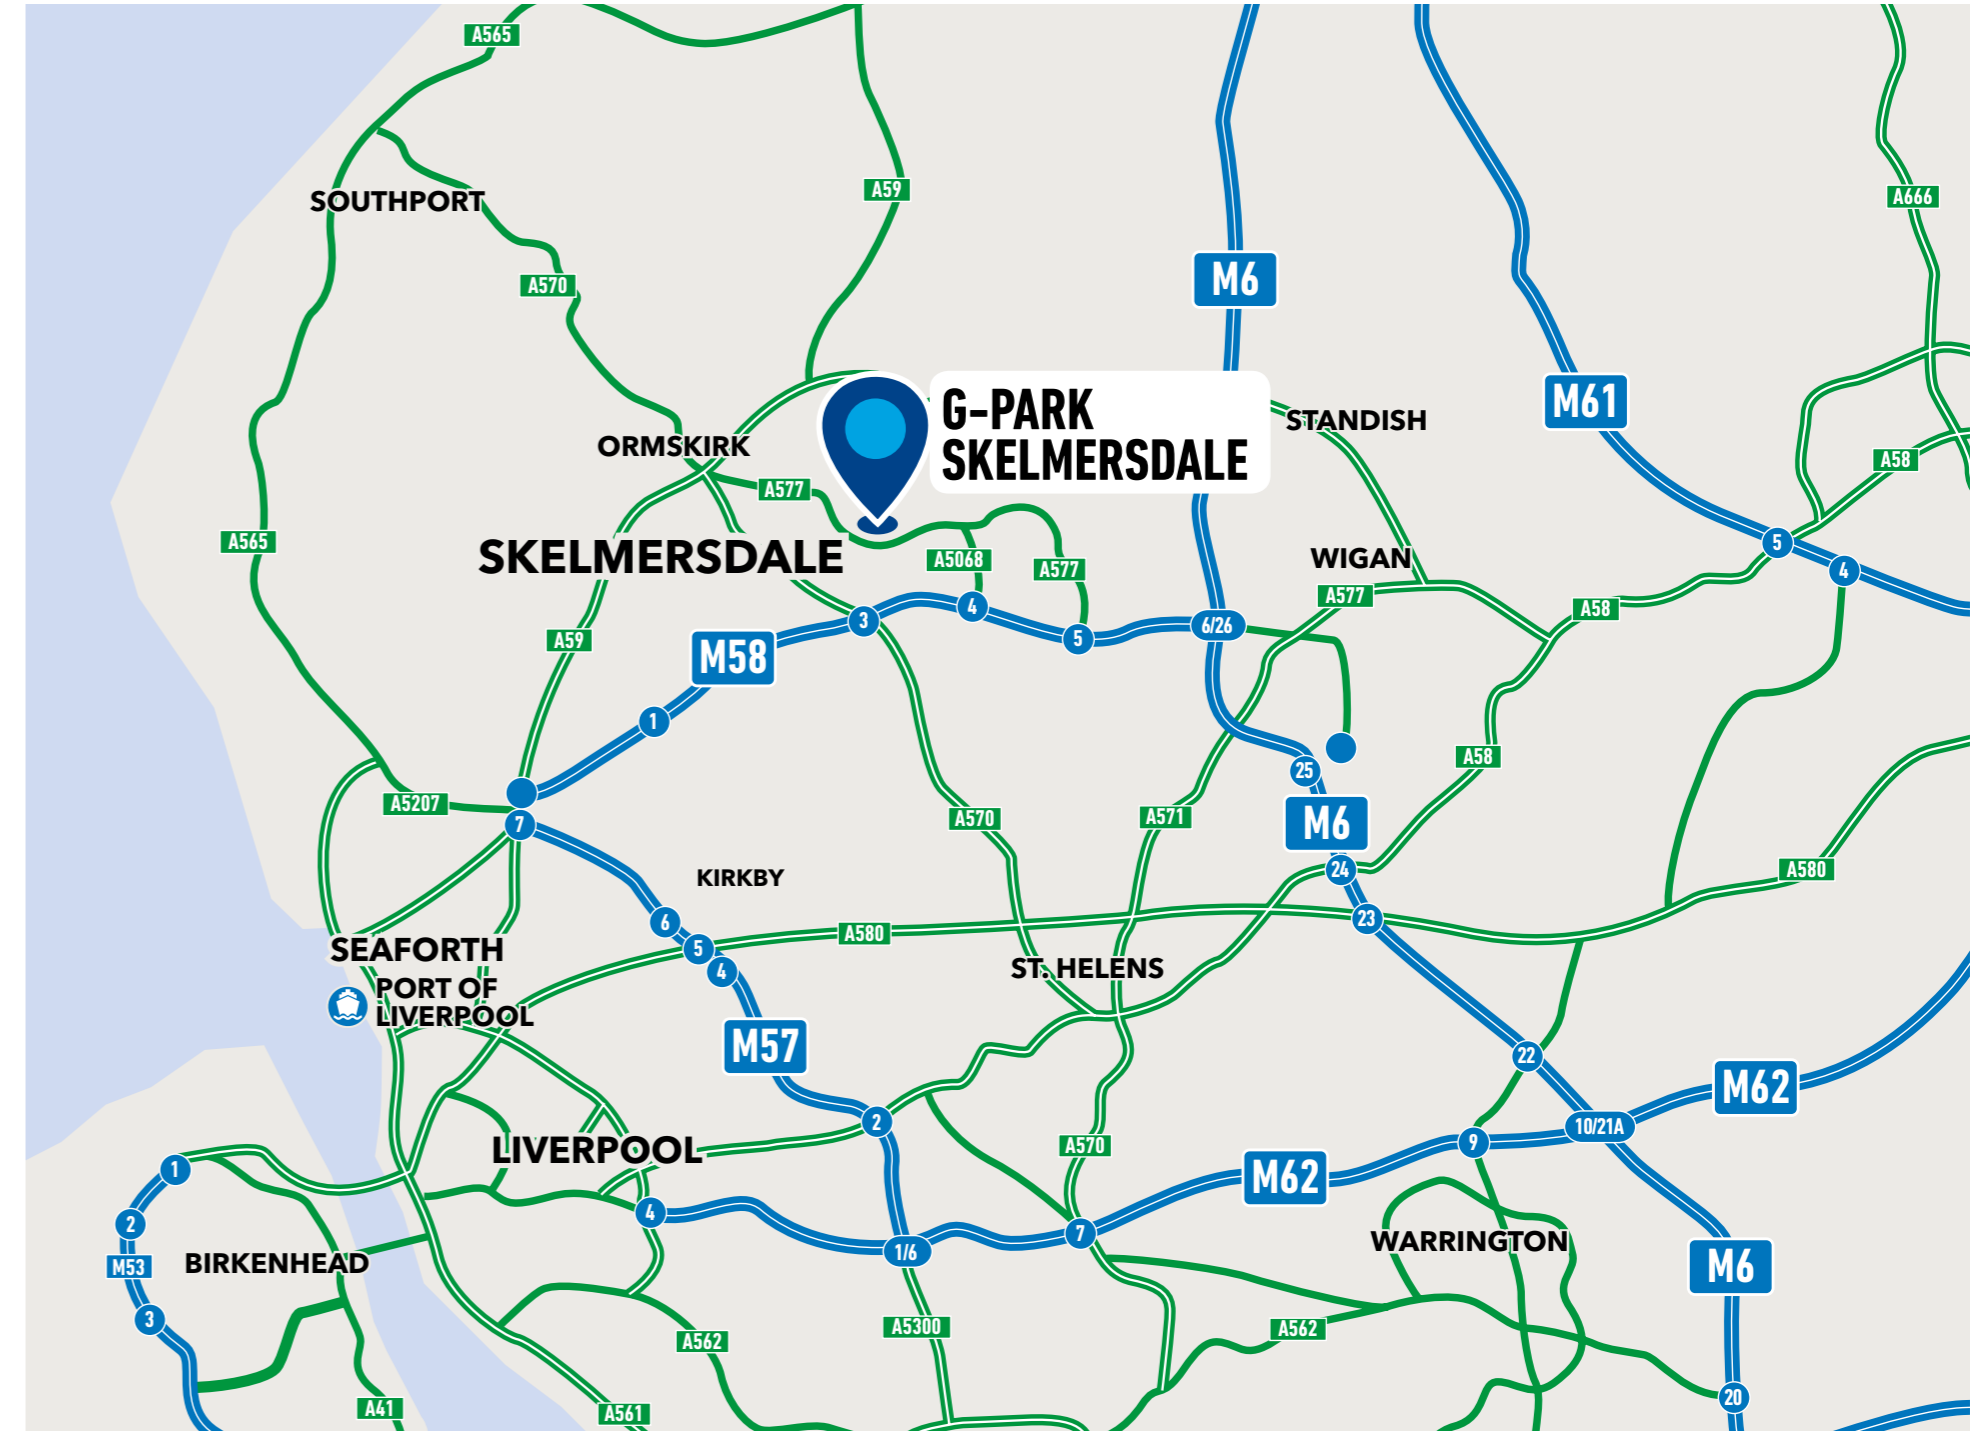 A565
SOUTHPORT
A59
A666
A570
M6
G-PARK
SKELMERSDALE
M61
STANDISH
ORMSKIRK
A577
A58
A565
SKELMERSDALE
A5068
A577
WIGAN
5
4
A577
A58
A59
3
4
5
6/26
M58
1
A58
25
A5207
7
A570
A571
M6
KIRKBY
24
A580
6
5
4
A580
23
SEAFORTH
PORT OF
LIVERPOOL
ST. HELENS
M57
22
M62
2
10/21A
LIVERPOOL
A570
9
M62
1
2
4
7
1/6
WARRINGTON
M53
BIRKENHEAD
M6
3
A562
A5300
A562
20
A41
A561